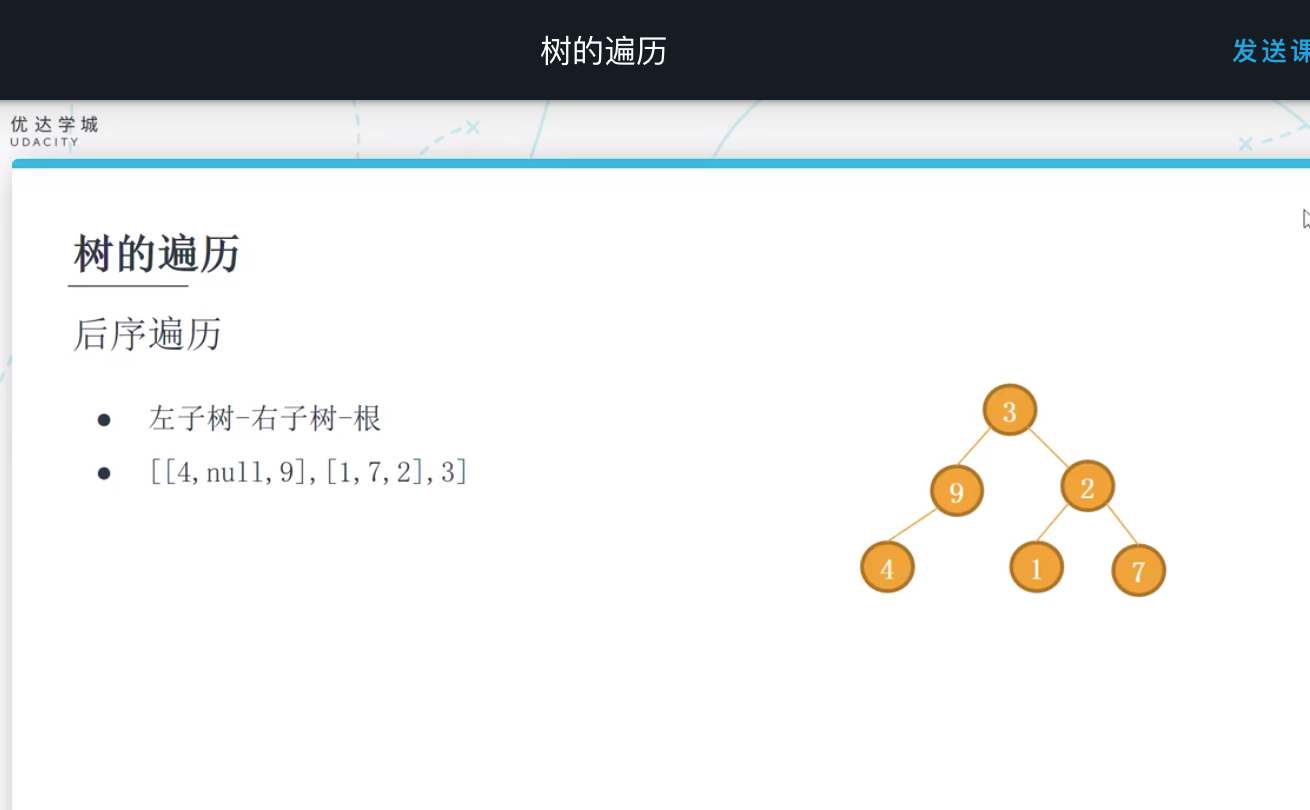 树的遍历
发送课
优达学城
UDACITY
树的遍历
后序遍历
左子树-右子树-根
[[4,null,9],[1,7,2],3]
3
9
2
4
1
7